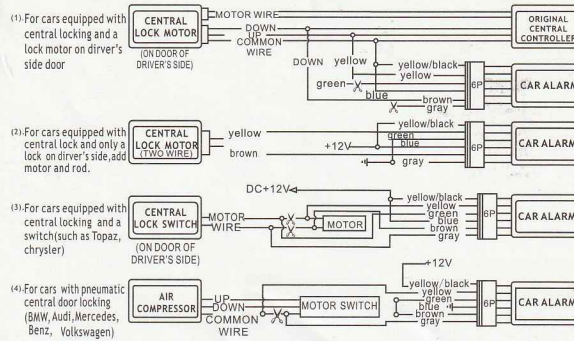 (1).For cars equipped with
central locking and a
lock motor on driver's
side door
CENTRAL
LOCK MOTOR
(ON DOOR OF
DRIVER'S SIDE)
MOTOR WIRE
DOWN
UP
COMMON
WIRE
DOWN
yellow
green
blue
yellow/black
yellow
brown
gray
6P
ORIGINAL
CENTRAL
CONTROLLER
CAR ALARM
(2).For cars equipped with
central lock and only a
lock on driver's side,add
motor and rod.
CENTRAL
LOCK MOTOR
(TWO WIRE)
yellow
brown
+12V
yellow/black
green
blue
gray
6P
CAR ALARM
(3).For cars equipped with
central locking and a
switch(such as Topaz,
chrysler)
CENTRAL
LOCK SWITCH
(ON DOOR OF
DRIVER'S SIDE)
MOTOR
WIRE
DC+12V
MOTOR
yellow/black
yellow
green
blue
brown
gray
6P
CAR ALARM
(4).For cars with pneumatic
central door locking
(BMW,Audi,Mercedes,
Benz, Volkswagen)
AIR
COMPRESSOR
UP
DOWN
COMMON
WIRE
MOTOR SWITCH
+12V
yellow/black
yellow
green
blue
brown
gray
6P
CAR ALARM